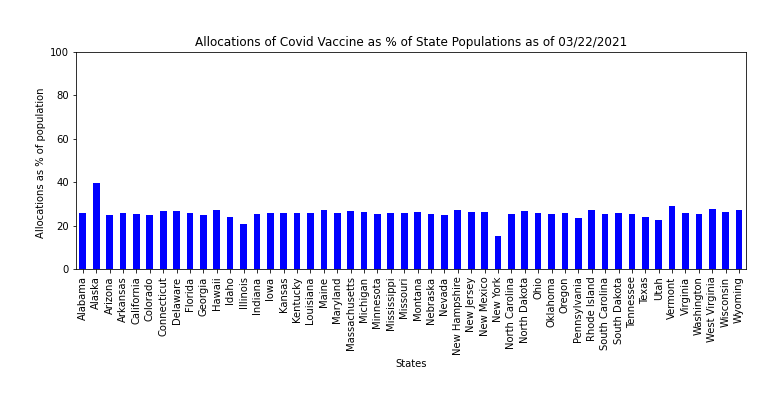 Allocations of Covid Vaccine as % of State Populations as of 03/22/2021
Allocations as % of population
100
80
60
40
20
0
Alabama
Alaska
Arizona
Arkansas
California
Colorado
Connecticut
Delaware
Florida
Georgia
Hawaii
Idaho
Illinois
Indiana
Iowa
Kansas
Kentucky
Louisiana
Maine
Maryland
Massachusetts
Michigan
Minnesota
Mississippi
Missouri
Montana
Nebraska
Nevada
New Hampshire
New Jersey
New Mexico
New York
North Carolina
North Dakota
Ohio
Oklahoma
Oregon
Pennsylvania
Rhode Island
South Carolina
South Dakota
Tennessee
Texas
Utah
Vermont
Virginia
Washington
West Virginia
Wisconsin
Wyoming
States